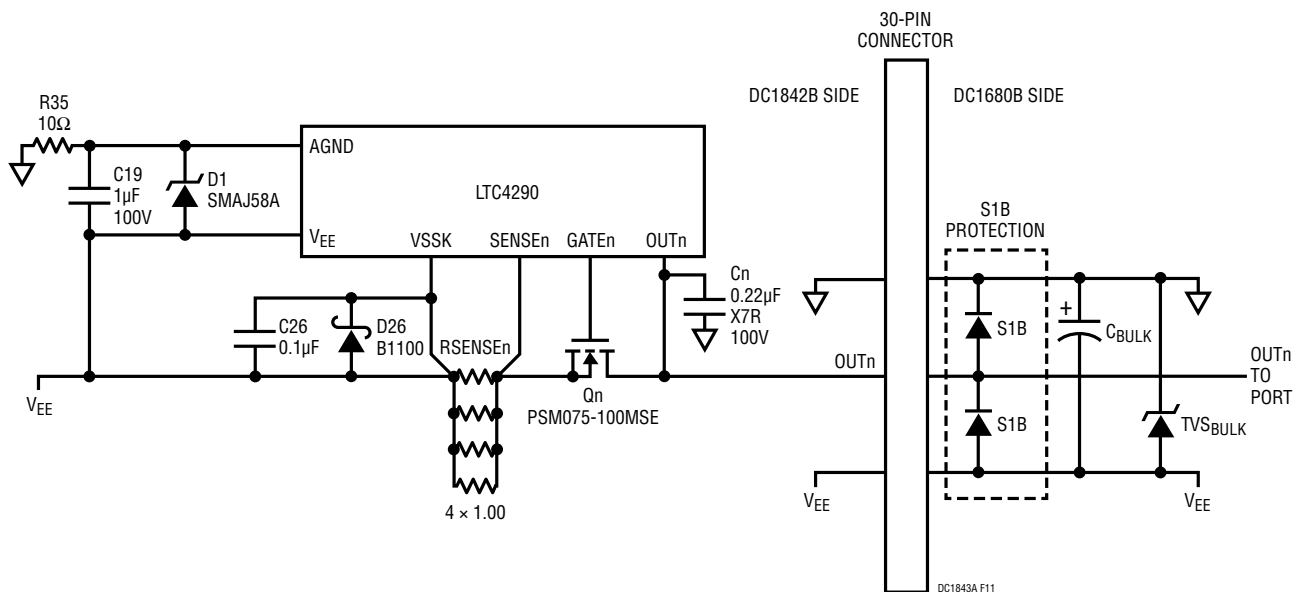 30-PIN
CONNECTOR
DC1842B SIDE
DC1680B SIDE
R35
10Ω
AGND
C19
1µF
100V
D1
SMAJ58A
LTC4290
VEE
VSSK
SENSEn
GATEn
OUTn
S1B
PROTECTION
Cn
0.22µF
X7R
100V
C26
0.1µF
D26
B1100
RSENSEn
S1B
+
CBULK
OUTn
OUTn
TO
PORT
VEE
Qn
PSM075-100MSE
S1B
TVSBULK
VEE
VEE
4 × 1.00
DC1843A F11